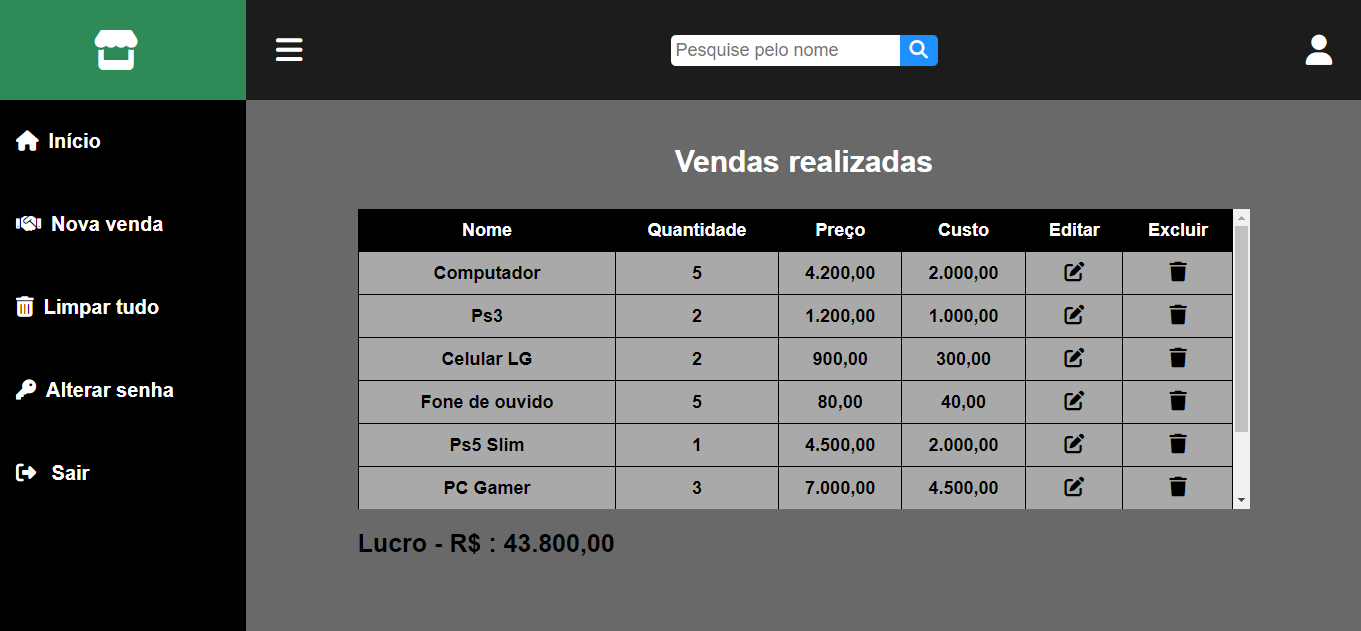 Pesquise pelo nome
Início
Nova venda
Limpar tudo
Alterar senha
Sair
Vendas realizadas
Nome Quantidade Preço Custo Editar Excluir
Computador 5 4.200,00 2.000,00
Ps3 2 1.200,00 1.000,00
Celular LG 2 900,00 300,00
Fone de ouvido 5 80,00 40,00
Ps5 Slim 1 4.500,00 2.000,00
PC Gamer 3 7.000,00 4.500,00
Lucro - R$ : 43.800,00